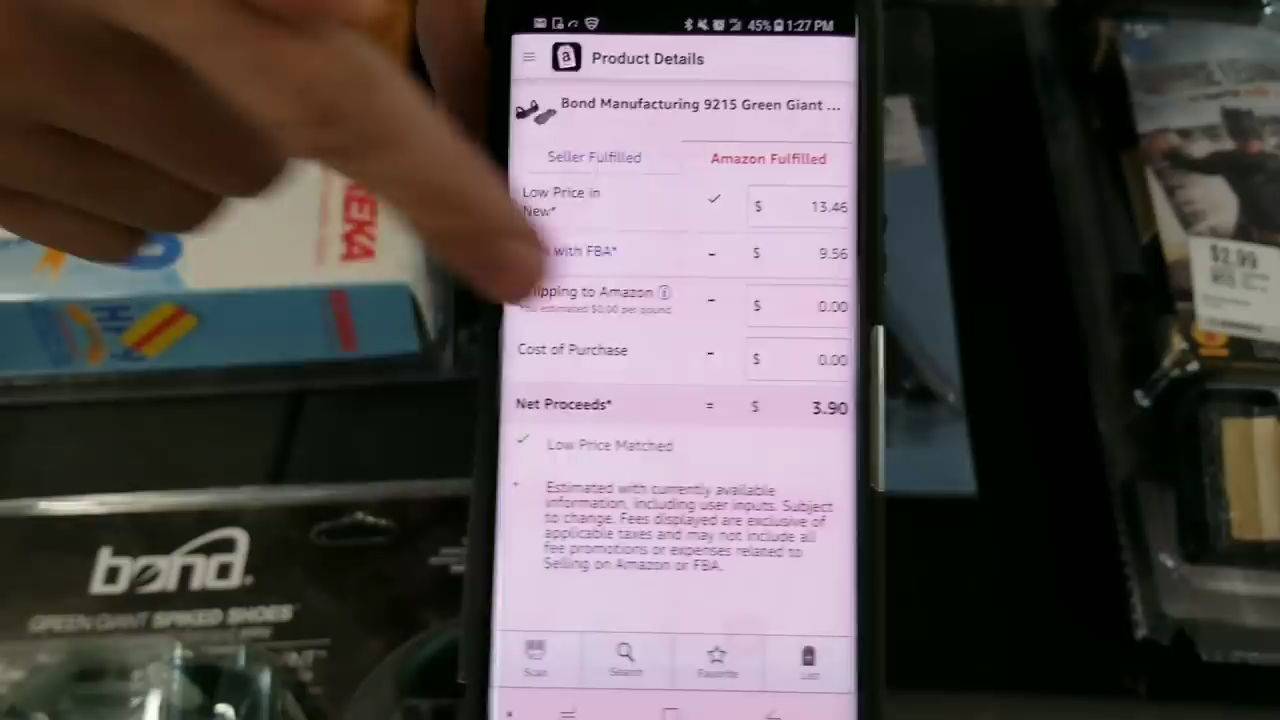 45% 1:27 PM
Product Details
Bond Manufacturing 9215 Green Giant ...
Seller Fulfilled
Amazon Fulfilled
Low Price in
New*
$ 13.46
with FBA*
- $ 9.56
Shipping to Amazon
You estimated $0.00 per pound
- $ 0.00
Cost of Purchase
- $ 0.00
Net Proceeds*
= $ 3.90
Low Price Matched
* Estimated with currently available
information, including user inputs. Subject
to change. Fees displayed are exclusive of
applicable taxes and may not include all
fee promotions or expenses related to
Selling on Amazon or FBA.
Scan
Search
Favorite
List
EKA
bond
GREEN GIANT SPIKED SHOES
$2.99